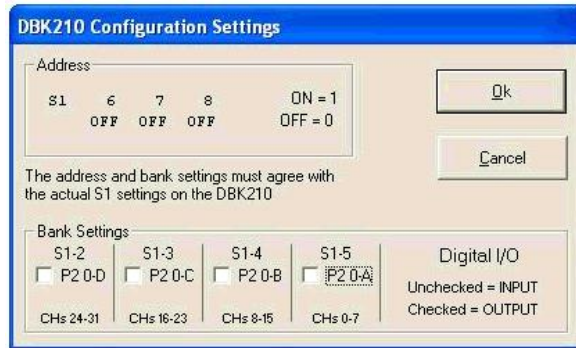 DBK210 Configuration Settings
Address
S1 6 7 8 ON = 1
OFF OFF OFF OFF = 0
Ok
Cancel
The address and bank settings must agree with
the actual S1 settings on the DBK210
Bank Settings
S1-2 S1-3 S1-4 S1-5 Digital I/O
P2 0-D P2 0-C P2 0-B P2 0-A
Unchecked = INPUT
Checked = OUTPUT
CHs 24-31 CHs 16-23 CHs 8-15 CHs 0-7